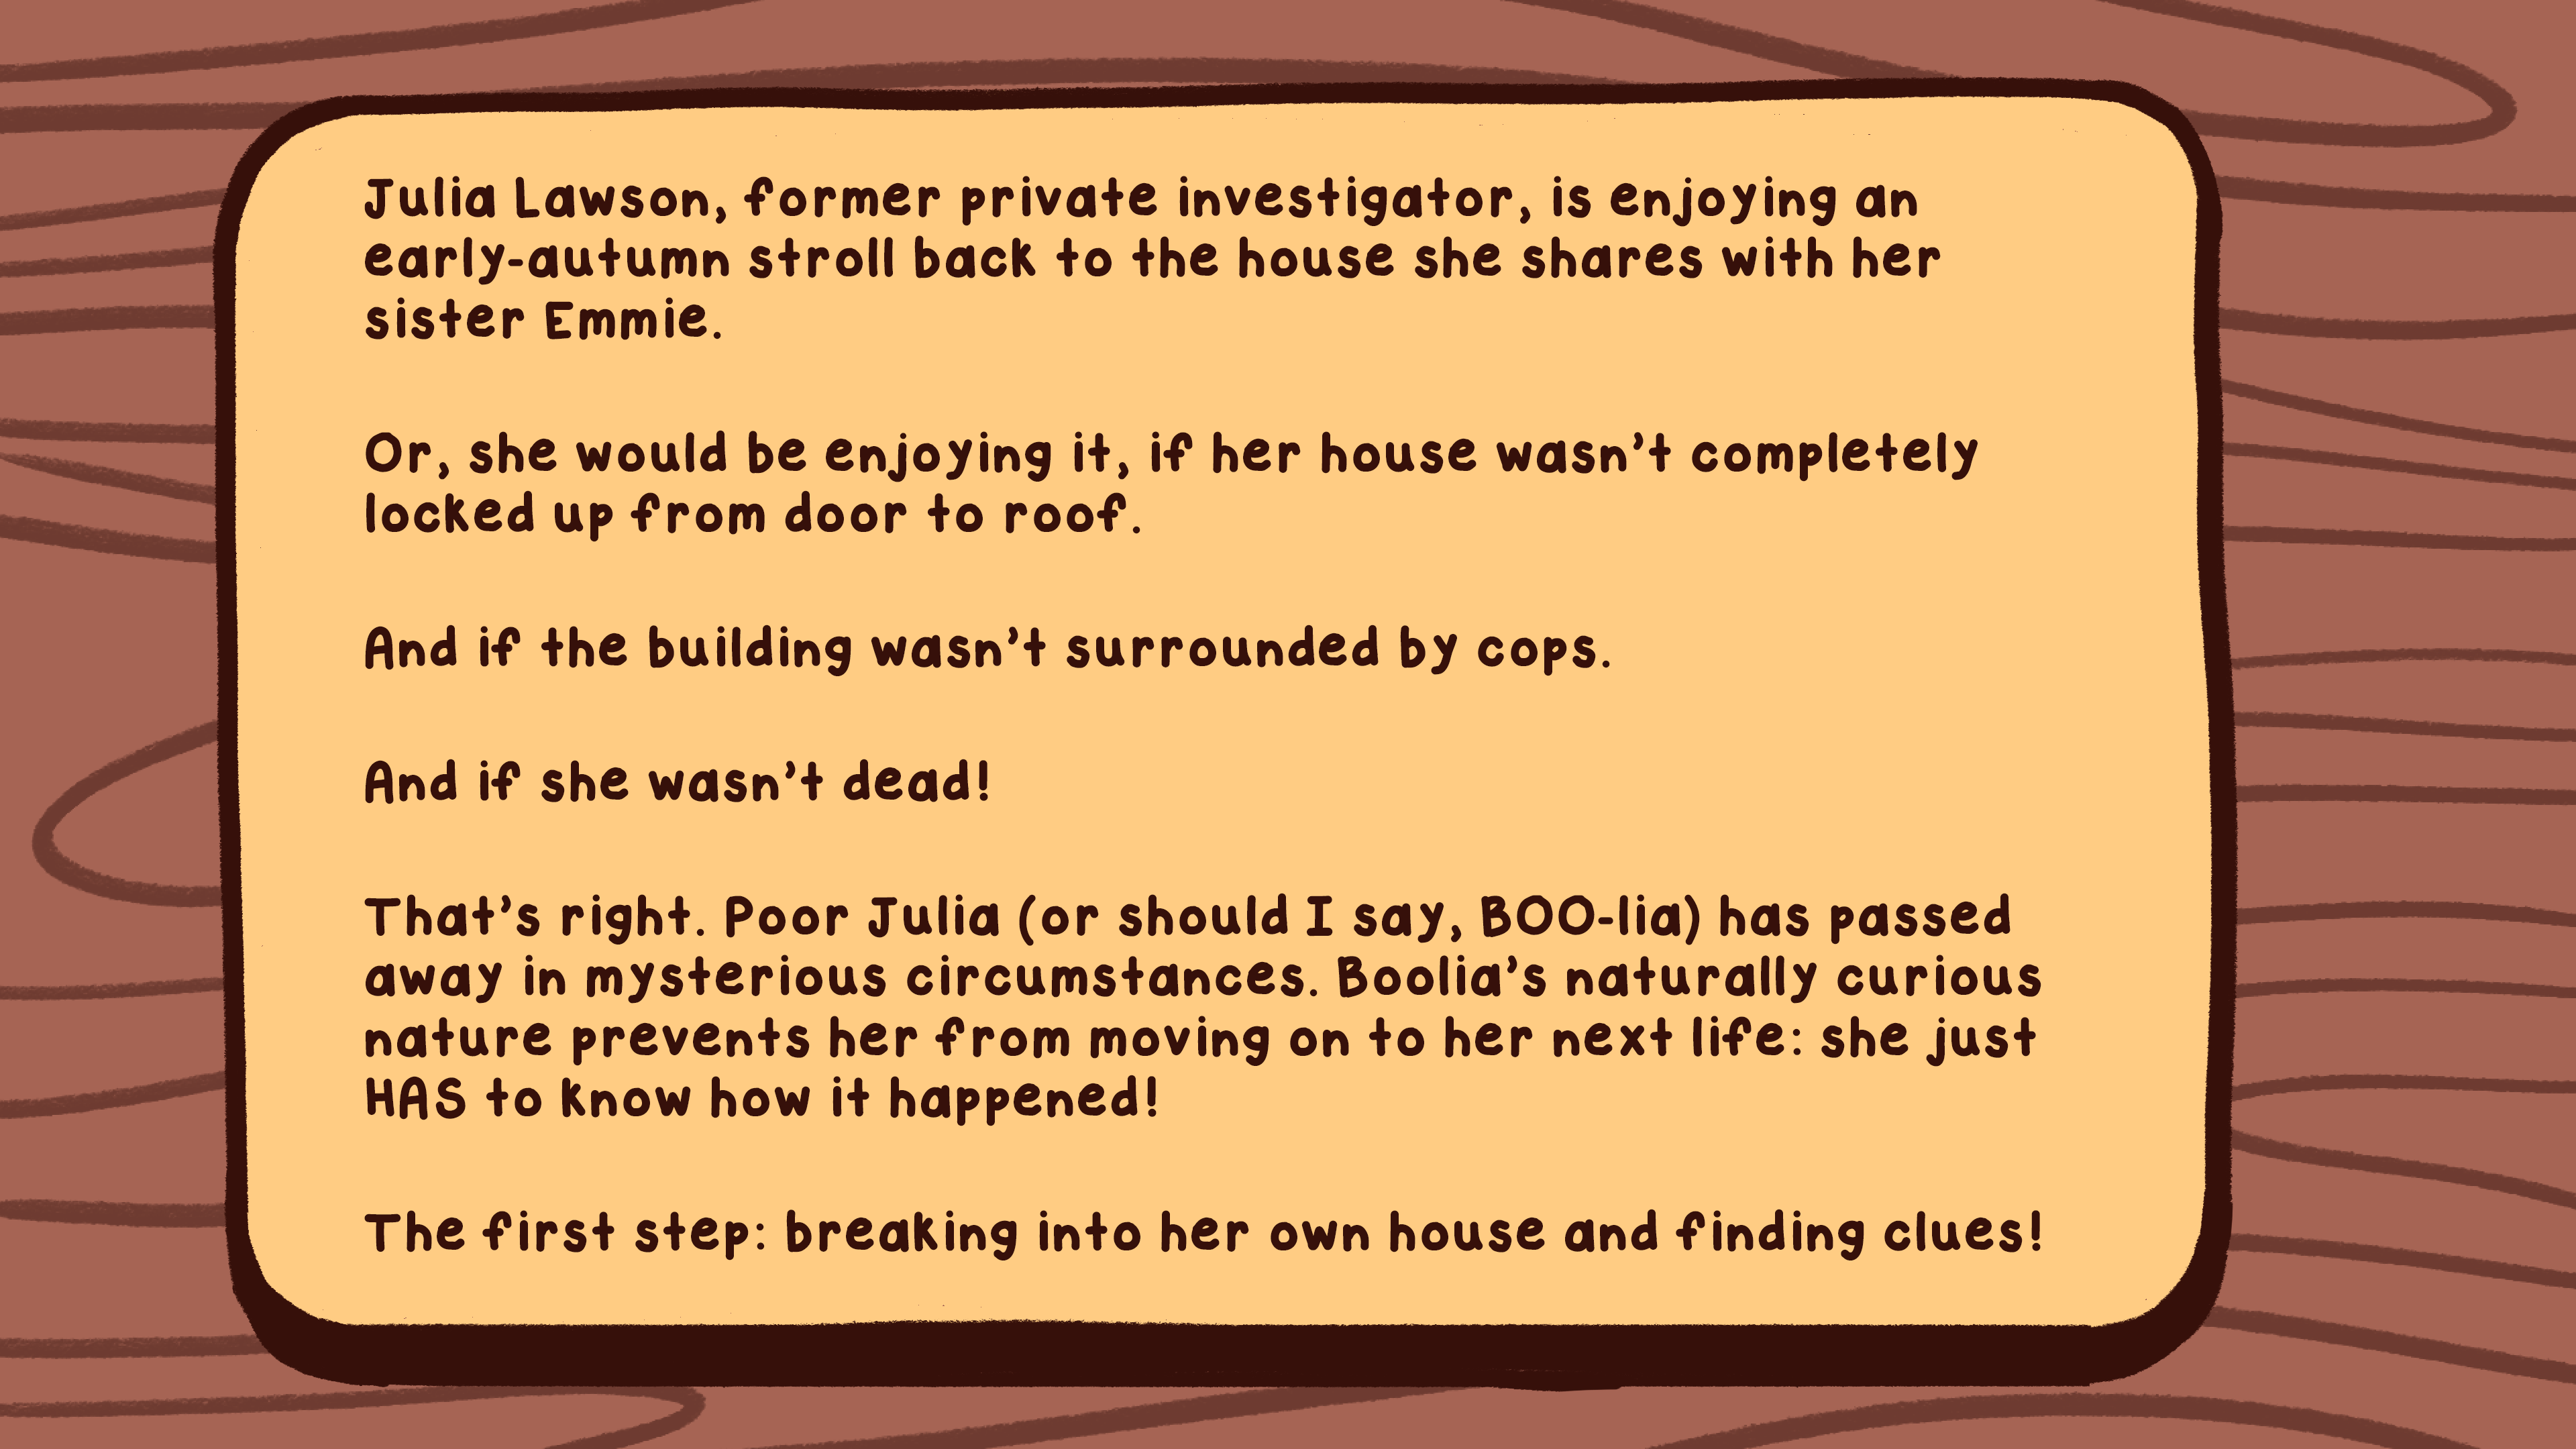 Julia Lawson, former private investigator, is enjoying an
early-autumn stroll back to the house she shares with her
sister Emmie.
Or, she would be enjoying it, if her house wasn't completely
locked up from door to roof.
And if the building wasn't surrounded by cops.
And if she wasn't dead!
That's right. Poor Julia (or should I say, BOO-lia) has passed
away in mysterious circumstances. Boolia's naturally curious
nature prevents her from moving on to her next life: she just
HAS to know how it happened!
The first step: breaking into her own house and finding clues!